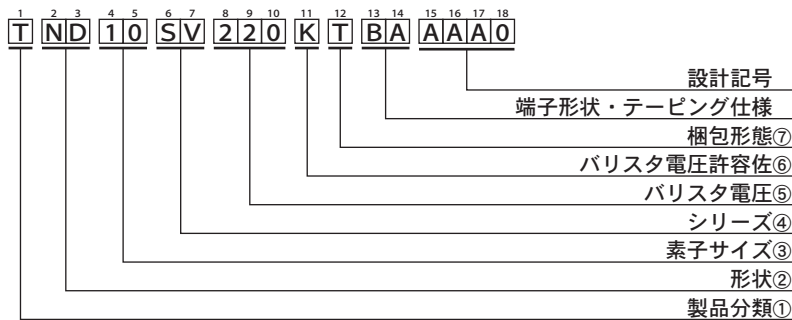 1 2 3 4 5 6 7 8 9 10 11 12 13 14 15 16 17 18
T ND 10 SV 220 K T BA AAA0
設計記号
端子形状・テーピング仕様
梱包形態⑦
バリスタ電圧許容佐⑥
バリスタ電圧⑤
シリーズ④
素子サイズ③
形状②
製品分類①